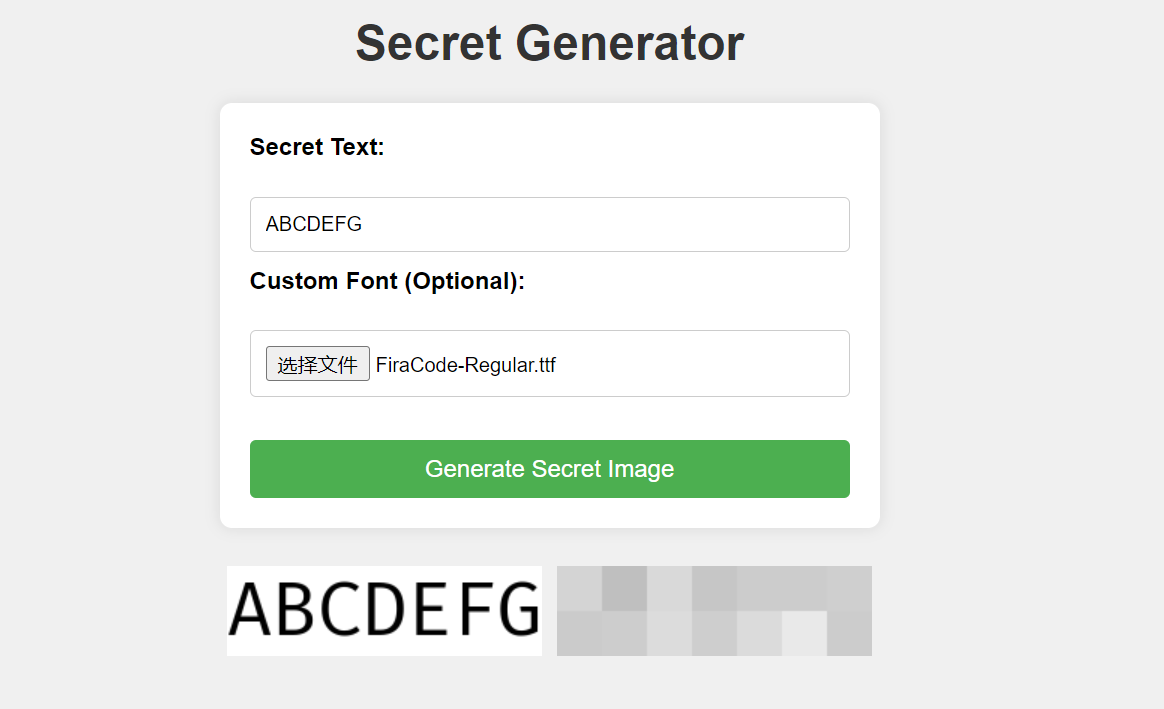 Secret Generator
Secret Text:
ABCDEFG
Custom Font (Optional):
选择文件 FiraCode-Regular.ttf
Generate Secret Image
ABCDEFG